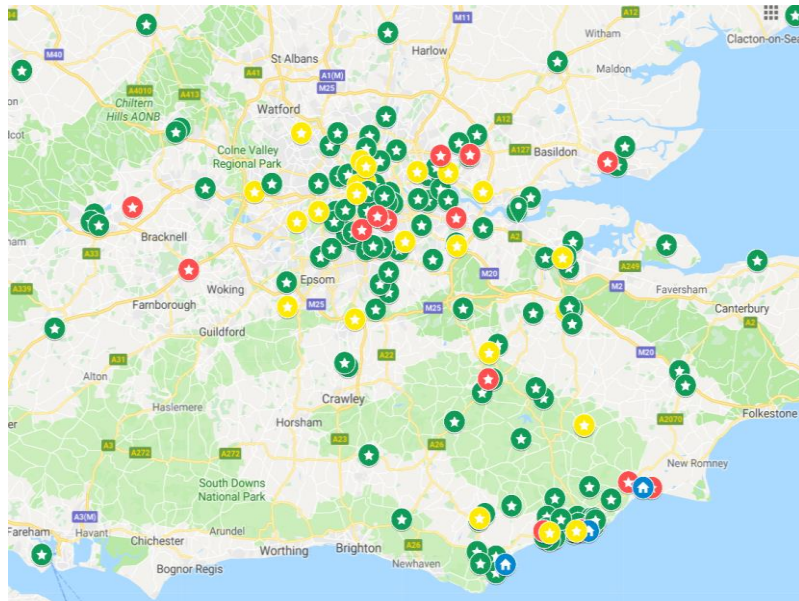 A12
M11
Witham
Clacton-on-Sea
Harlow
M40
St Albans
A41
A1(M)
M25
Maldon
A4010
A413
Chiltern
Hills AONB
Watford
A12
Colne Valley
Regional Park
A127
Basildon
Bracknell
A2
A33
M20
A249
Epsom
Woking
M2
Faversham
A339
Farnborough
M25
M25
Canterbury
Guildford
A2
A31
A22
M20
Alton
Crawley
Haslemere
Horsham
A2070
Folkestone
A3
A272
A272
A23
A26
New Romney
South Downs
National Park
A3(M)
Fareham
Havant
Chichester
Arundel
Worthing
Brighton
A26
Newhaven
Bognor Regis